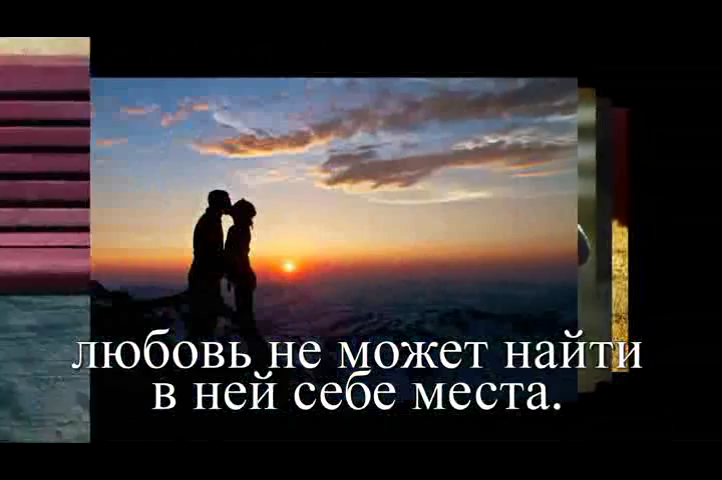 любовь не может найти
в ней себе места.